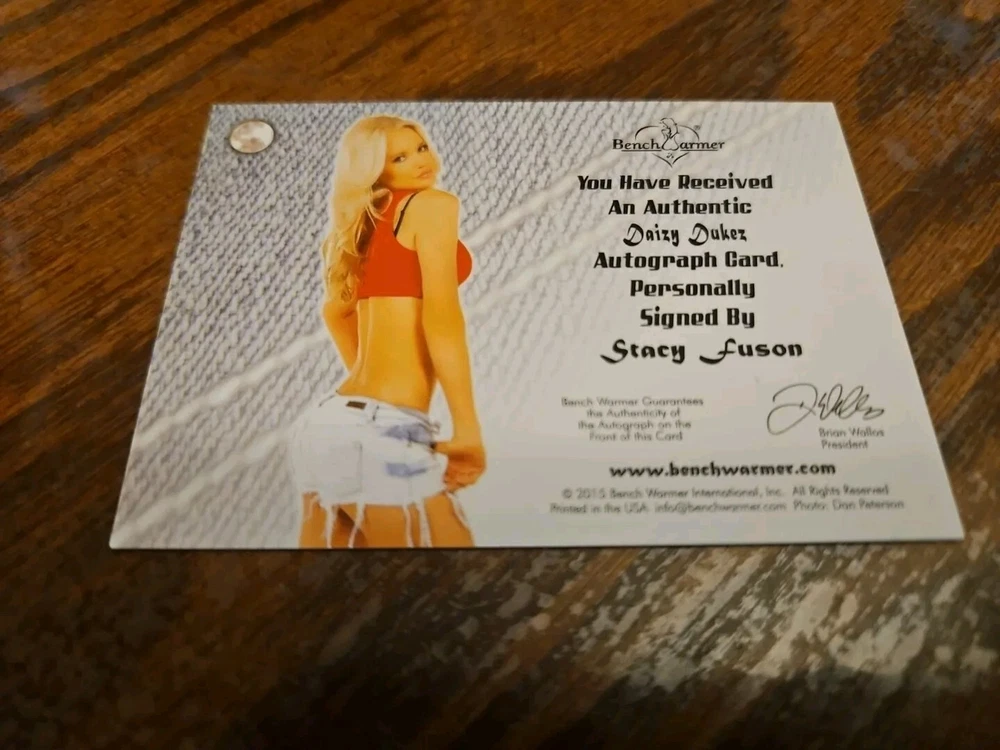 BenchWarmer
You Have Received
An Authentic
Daizy Dukez
Autograph Card,
Personally
Signed By
Stacy Fuson
Bench Warmer Guarantees
the Authenticity of
the Autograph on the
Front of this Card
Brian Wallos
President
www.benchwarmer.com
© 2015 Bench Warmer International, Inc. All Rights Reserved
Printed in the USA info@benchwarmer.com Photo: Dan Peterson